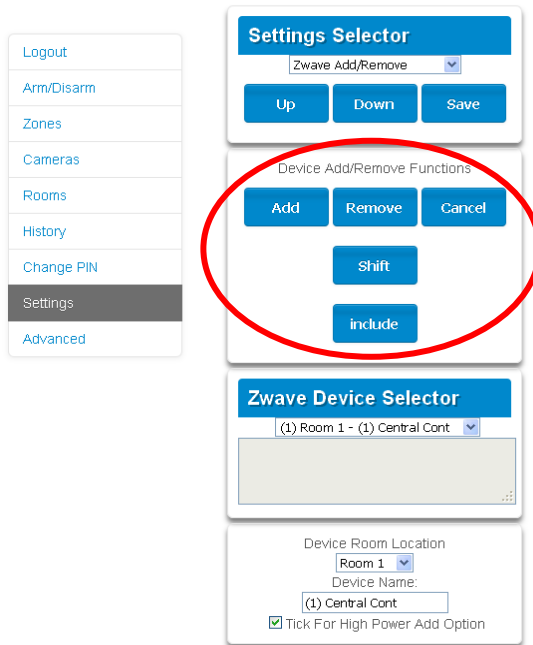 Logout
Arm/Disarm
Zones
Cameras
Rooms
History
Change PIN
Settings
Advanced
Settings Selector
Zwave Add/Remove
Up Down Save
Device Add/Remove Functions
Add Remove Cancel
Shift
include
Zwave Device Selector
(1) Room 1 - (1) Central Cont
Device Room Location
Room 1
Device Name:
(1) Central Cont
Tick For High Power Add Option